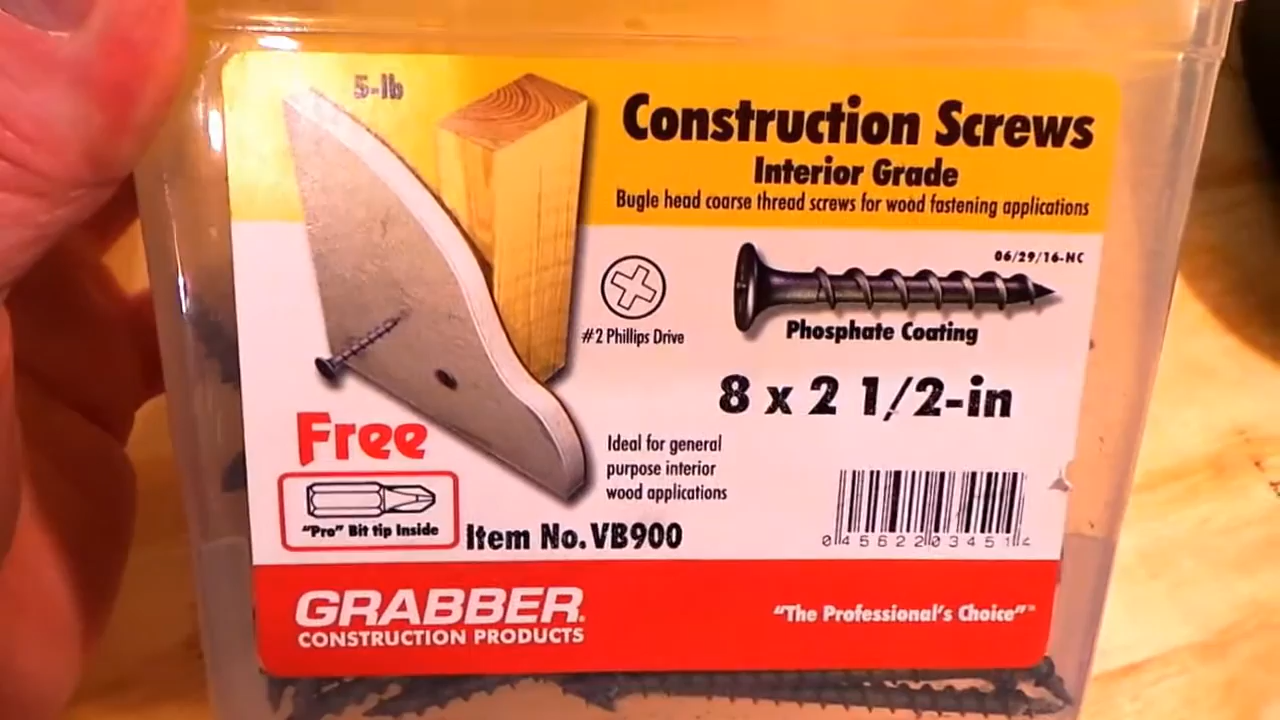 5-lb
Construction Screws
Interior Grade
Bugle head coarse thread screws for wood fastening applications
06/29/16-NC
#2 Phillips Drive
Phosphate Coating
8 x 2 1/2-in
Free
Ideal for general
purpose interior
wood applications
"Pro" Bit tip Inside
Item No. VB900
0 45622 03451 4
GRABBER®
CONSTRUCTION PRODUCTS
"The Professional's Choice"™